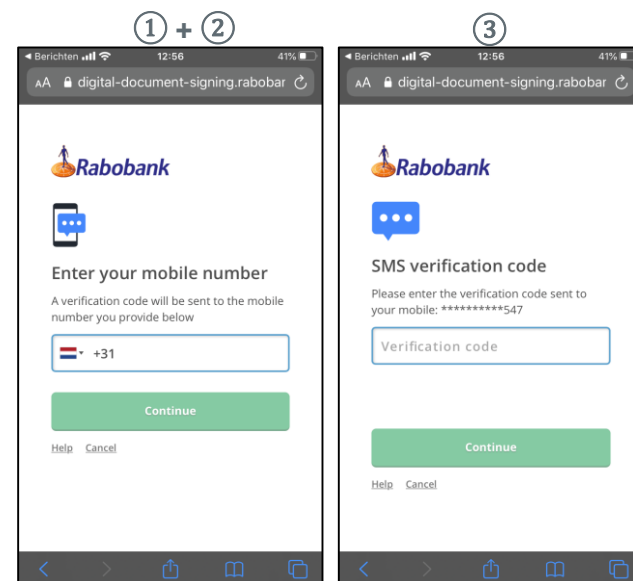 ① + ②
Berichten 12:56 41%
AA digital-document-signing.rabobar
Rabobank
Enter your mobile number
A verification code will be sent to the mobile
number you provide below
+31
Continue
Help Cancel
③
Berichten 12:56 41%
AA digital-document-signing.rabobar
Rabobank
SMS verification code
Please enter the verification code sent to
your mobile: **********547
Verification code
Continue
Help Cancel